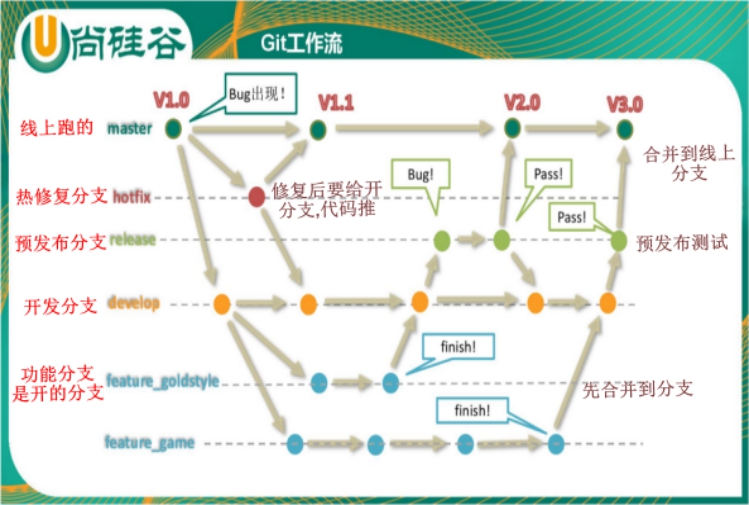 尚硅谷
Git工作流
V1.0
Bug出现！
V1.1
V2.0
V3.0
线上跑的 master
合并到线上
分支
热修复分支 hotfix
修复后要给开
分支,代码推
Bug!
Pass!
Pass!
预发布分支 release
预发布测试
开发分支 develop
finish!
功能分支
是开的分支 feature_goldstyle
先合并到分支
finish!
feature_game